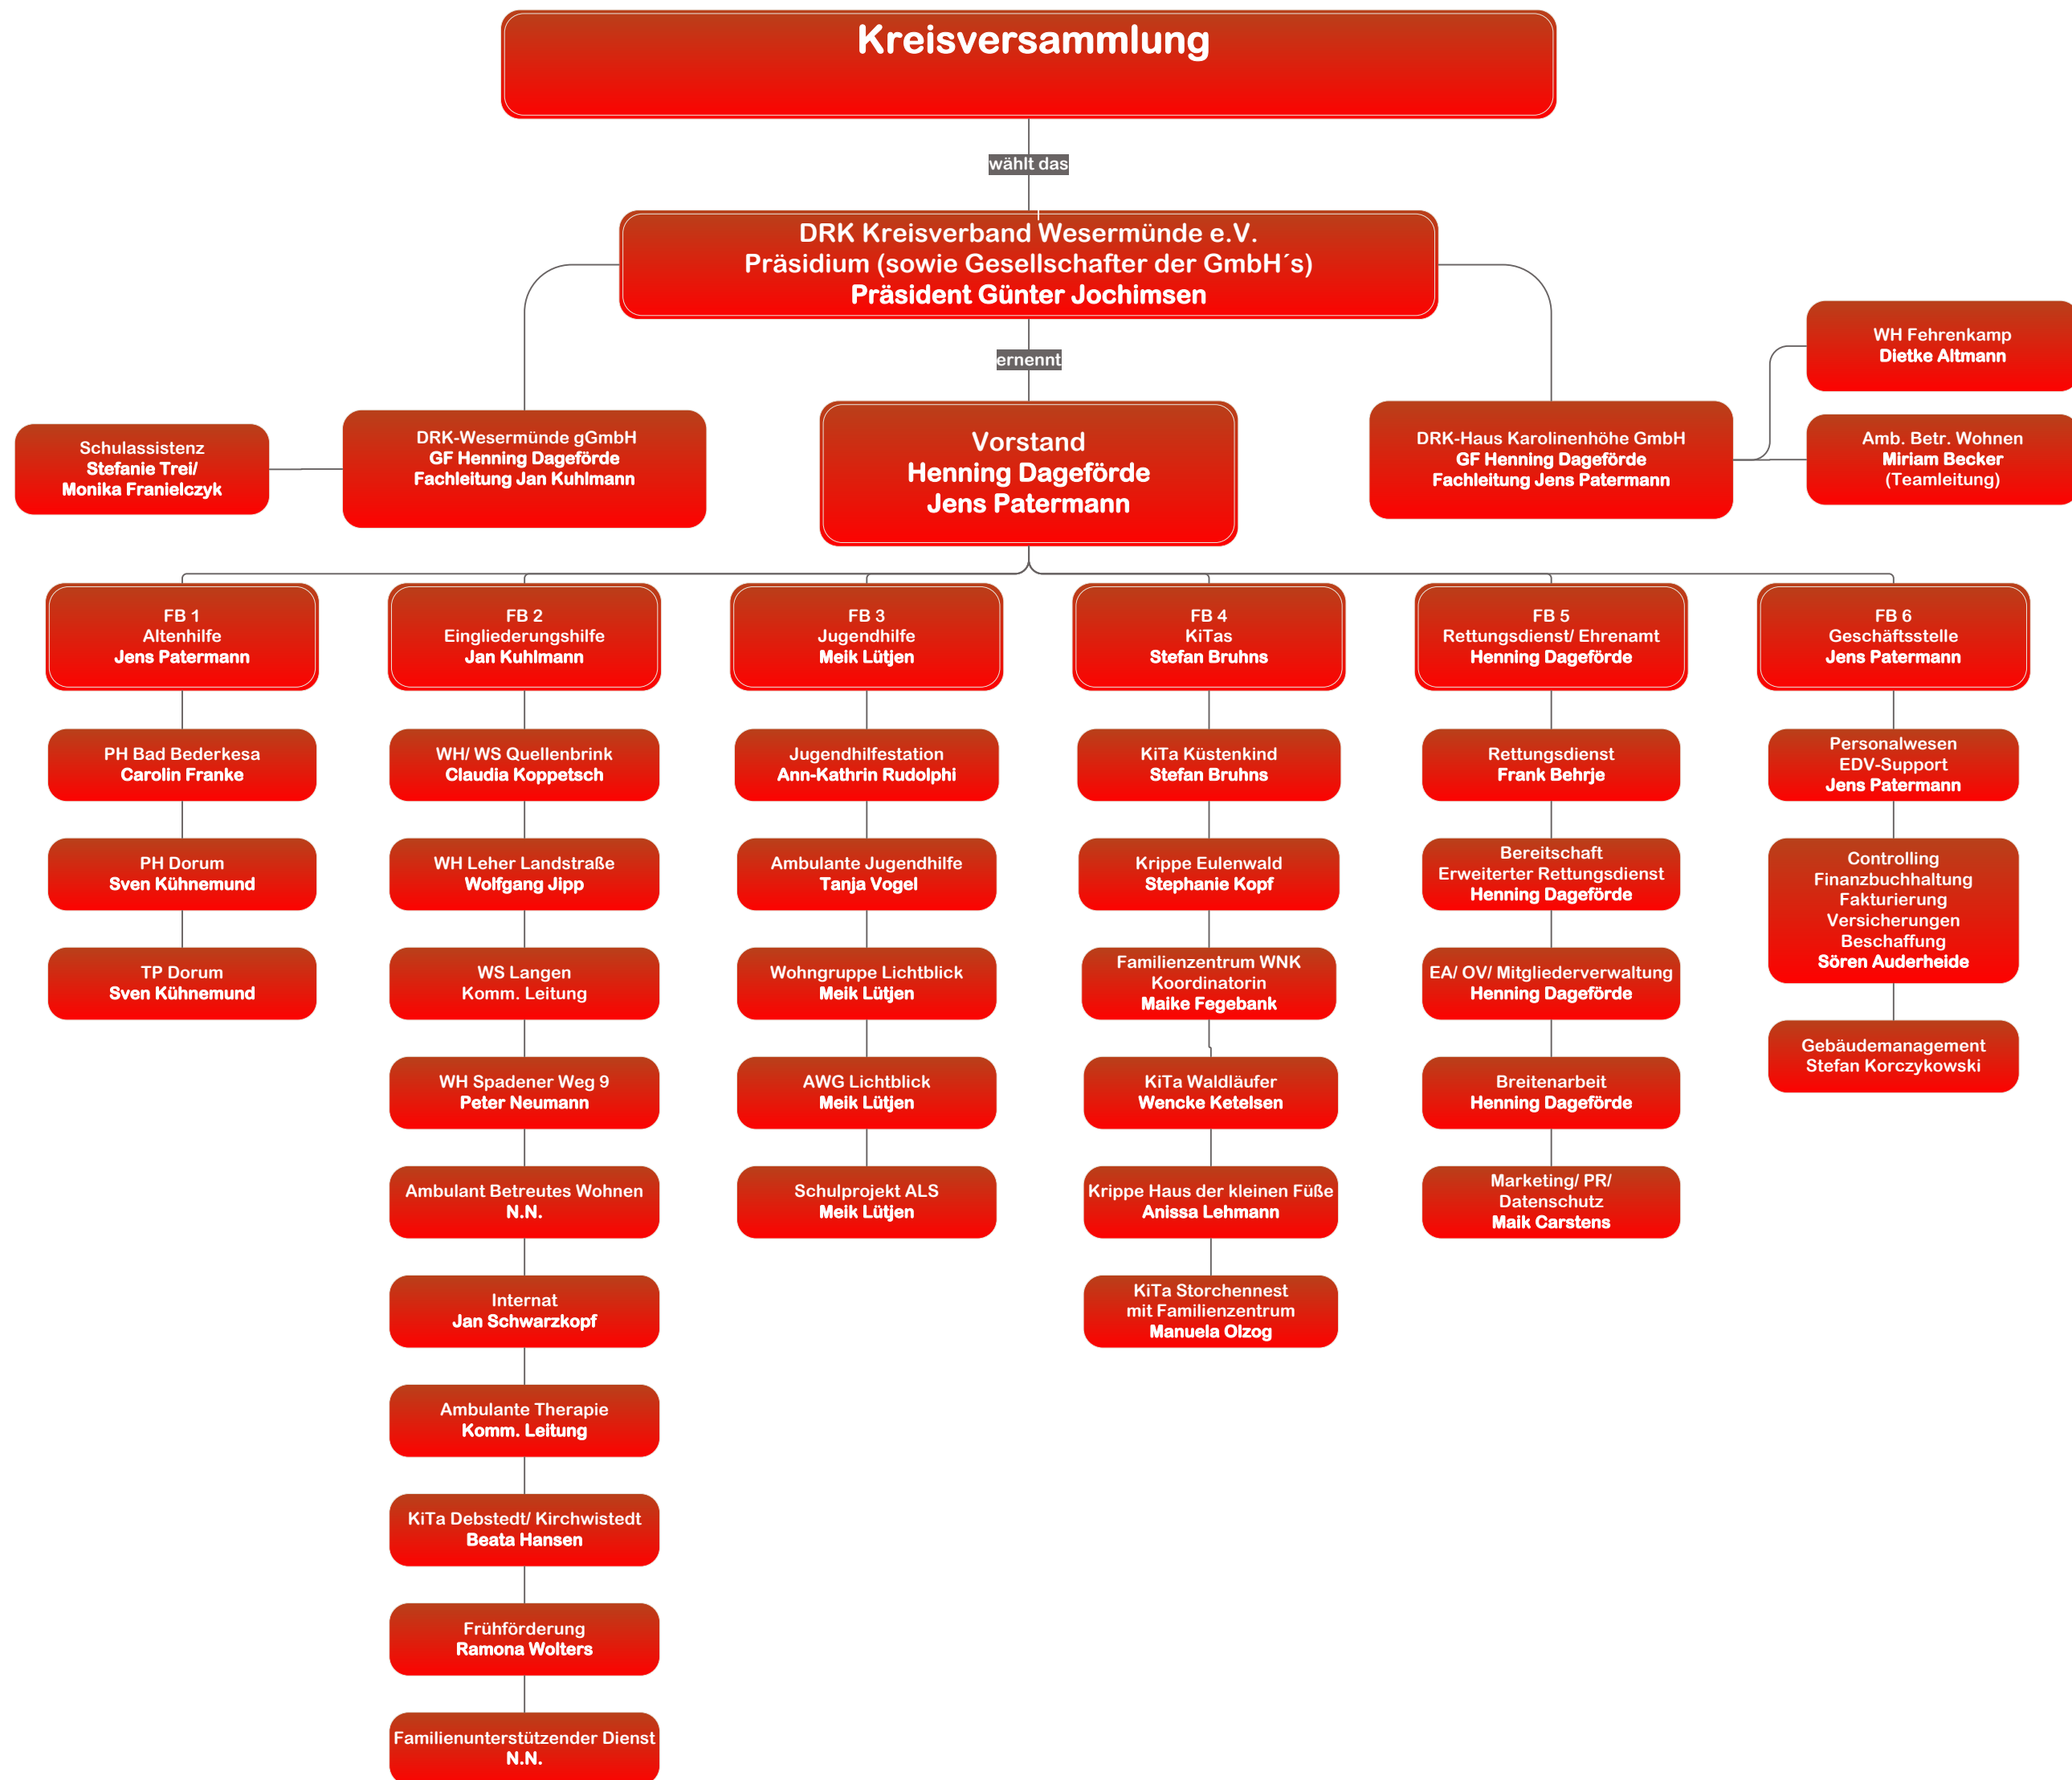 Kreisversammlung
wählt das
DRK Kreisverband Wesermünde e.V.
Präsidium (sowie Gesellschafter der GmbH´s)
Präsident Günter Jochimsen
ernennt
WH Fehrenkamp
Dietke Altmann
Schulassistenz
Stefanie Trei/
Monika Franielczyk
DRK-Wesermünde gGmbH
GF Henning Dageförde
Fachleitung Jan Kuhlmann
Vorstand
Henning Dageförde
Jens Patermann
DRK-Haus Karolinenhöhe GmbH
GF Henning Dageförde
Fachleitung Jens Patermann
Amb. Betr. Wohnen
Miriam Becker
(Teamleitung)
FB 1
Altenhilfe
Jens Patermann
PH Bad Bederkesa
Carolin Franke
PH Dorum
Sven Kühnemund
TP Dorum
Sven Kühnemund
FB 2
Eingliederungshilfe
Jan Kuhlmann
WH/ WS Quellenbrink
Claudia Koppetsch
WH Leher Landstraße
Wolfgang Jipp
WS Langen
Komm. Leitung
WH Spadener Weg 9
Peter Neumann
Ambulant Betreutes Wohnen
N.N.
Internat
Jan Schwarzkopf
Ambulante Therapie
Komm. Leitung
KiTa Debstedt/ Kirchwistedt
Beata Hansen
Frühförderung
Ramona Wolters
Familienunterstützender Dienst
N.N.
FB 3
Jugendhilfe
Meik Lütjen
Jugendhilfestation
Ann-Kathrin Rudolphi
Ambulante Jugendhilfe
Tanja Vogel
Wohngruppe Lichtblick
Meik Lütjen
AWG Lichtblick
Meik Lütjen
Schulprojekt ALS
Meik Lütjen
FB 4
KiTas
Stefan Bruhns
KiTa Küstenkind
Stefan Bruhns
Krippe Eulenwald
Stephanie Kopf
Familienzentrum WNK
Koordinatorin
Maike Fegebank
KiTa Waldläufer
Wencke Ketelsen
Krippe Haus der kleinen Füße
Anissa Lehmann
KiTa Storchennest
mit Familienzentrum
Manuela Olzog
FB 5
Rettungsdienst/ Ehrenamt
Henning Dageförde
Rettungsdienst
Frank Behrje
Bereitschaft
Erweiterter Rettungsdienst
Henning Dageförde
EA/ OV/ Mitgliederverwaltung
Henning Dageförde
Breitenarbeit
Henning Dageförde
Marketing/ PR/
Datenschutz
Maik Carstens
FB 6
Geschäftsstelle
Jens Patermann
Personalwesen
EDV-Support
Jens Patermann
Controlling
Finanzbuchhaltung
Fakturierung
Versicherungen
Beschaffung
Sören Auderheide
Gebäudemanagement
Stefan Korczykowski